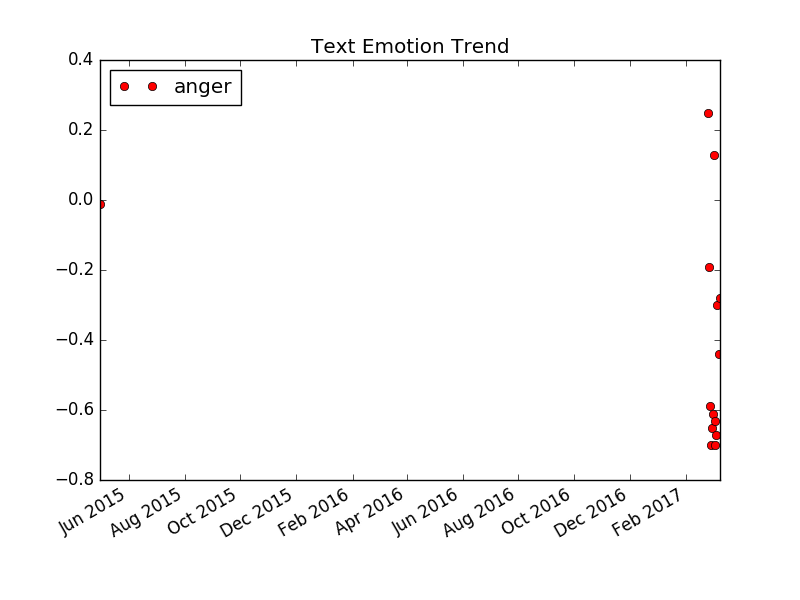 Text Emotion Trend
anger
0.4
0.2
0.0
−0.2
−0.4
−0.6
−0.8
Jun 2015
Aug 2015
Oct 2015
Dec 2015
Feb 2016
Apr 2016
Jun 2016
Aug 2016
Oct 2016
Dec 2016
Feb 2017